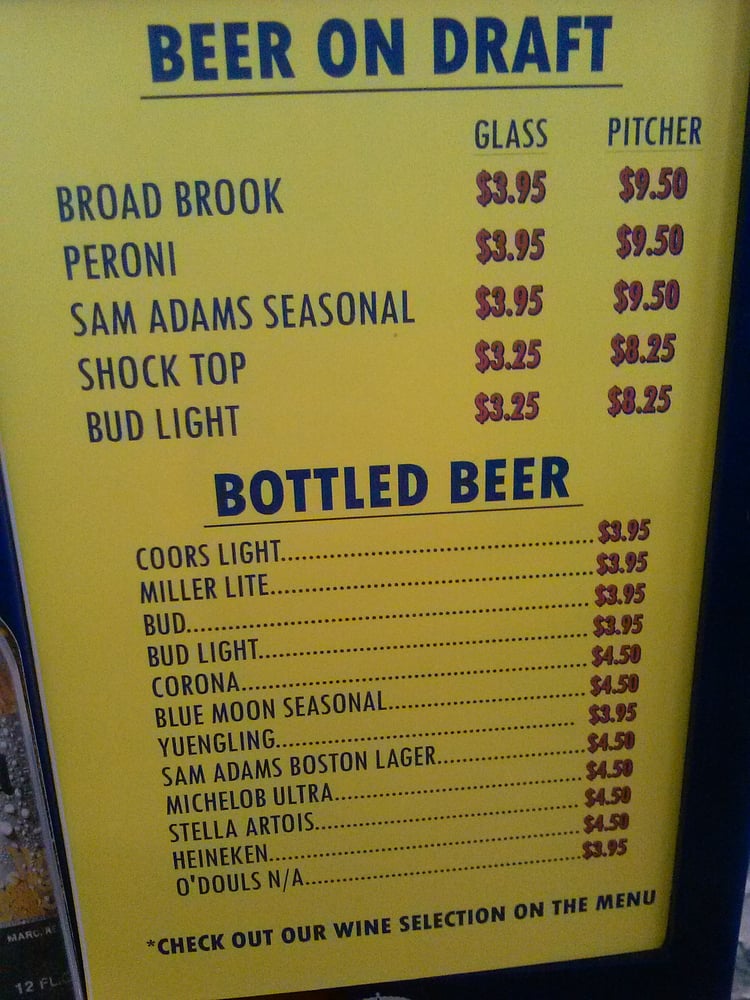 BEER ON DRAFT
GLASS PITCHER
BROAD BROOK $3.95 $9.50
PERONI $3.95 $9.50
SAM ADAMS SEASONAL $3.95 $9.50
SHOCK TOP $3.25 $8.25
BUD LIGHT $3.25 $8.25
BOTTLED BEER
COORS LIGHT................................................$3.95
MILLER LITE................................................$3.95
BUD................................................$3.95
BUD LIGHT................................................$3.95
CORONA................................................$4.50
BLUE MOON SEASONAL..............................$4.50
YUENGLING................................................$3.95
SAM ADAMS BOSTON LAGER......................$4.50
MICHELOB ULTRA........................................$4.50
STELLA ARTOIS..........................................$4.50
HEINEKEN................................................$4.50
O'DOULS N/A............................................$3.95
*CHECK OUT OUR WINE SELECTION ON THE MENU
12 FL.